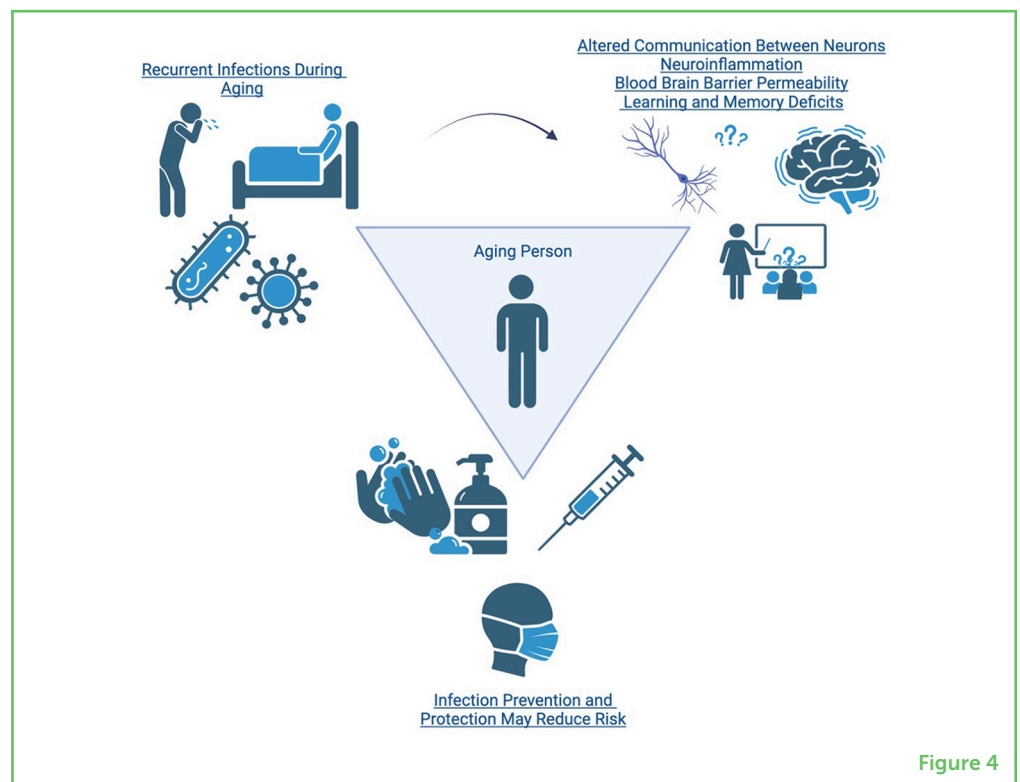 Recurrent Infections During
Aging
Altered Communication Between Neurons
Neuroinflammation
Blood Brain Barrier Permeability
Learning and Memory Deficits
???
???
Aging Person
Infection Prevention and
Protection May Reduce Risk
Figure 4